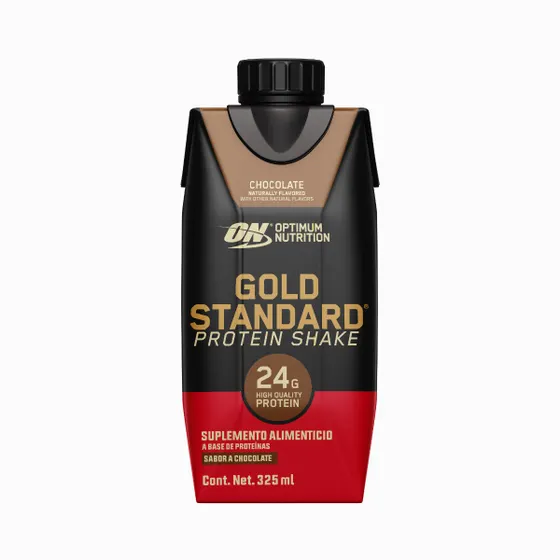 CHOCOLATE
NATURALLY FLAVORED
WITH OTHER NATURAL FLAVORS
ON® OPTIMUM
NUTRITION
GOLD
STANDARD®
PROTEIN SHAKE
24G
HIGH QUALITY
PROTEIN
SUPLEMENTO ALIMENTICIO
A BASE DE PROTEÍNAS
SABOR A CHOCOLATE
Cont. Net. 325 ml